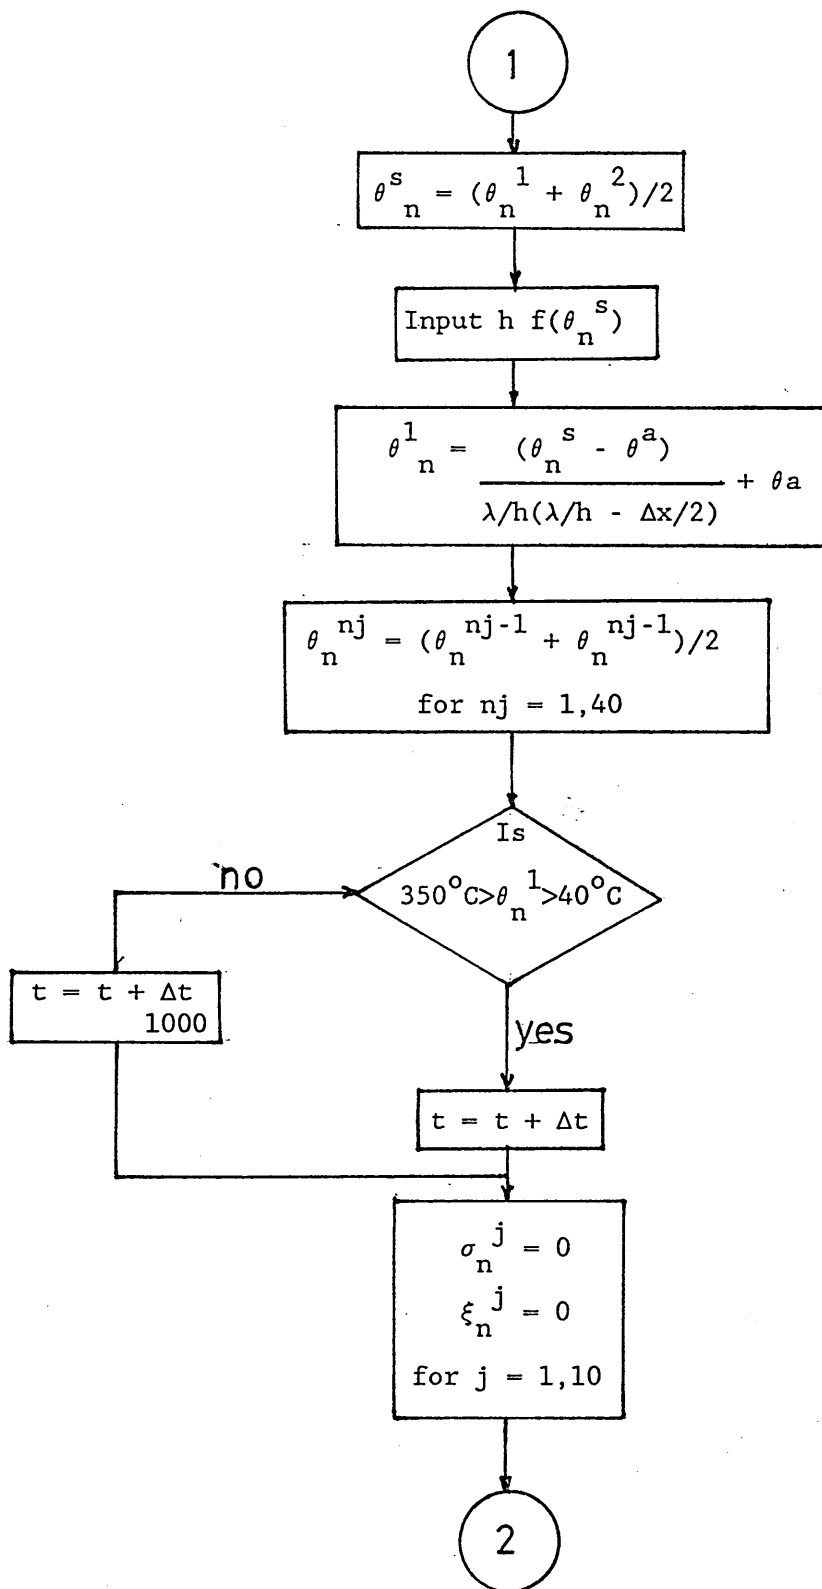 1
θ^s_n = (θ_n^1 + θ_n^2)/2
Input h f(θ_n^s)
θ^1_n = (θ_n^s - θ^a)
λ/h(λ/h - Δx/2)
+ θa
θ_n^nj = (θ_n^nj-1 + θ_n^nj-1)/2
for nj = 1,40
Is
350°C>θ_n^1>40°C
no
t = t + Δt
1000
yes
t = t + Δt
σ_n^j = 0
ξ_n^j = 0
for j = 1,10
2